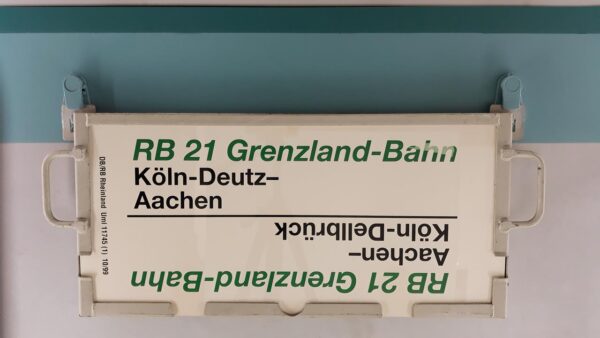 RB 21 Grenzland-Bahn
Köln-Deutz–
Aachen
RB 21 Grenzland-Bahn
Aachen–
Köln-Dellbrück
DB/RB Rheinland Uml 11745 (1) 10/99